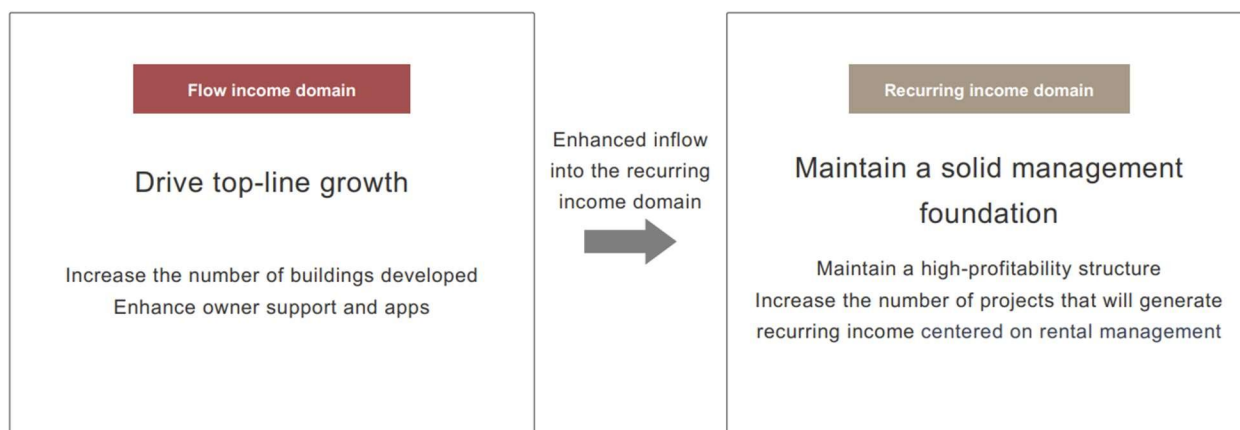 Flow income domain
Drive top-line growth
Increase the number of buildings developed
Enhance owner support and apps
Enhanced inflow
into the recurring
income domain
Recurring income domain
Maintain a solid management
foundation
Maintain a high-profitability structure
Increase the number of projects that will generate
recurring income centered on rental management